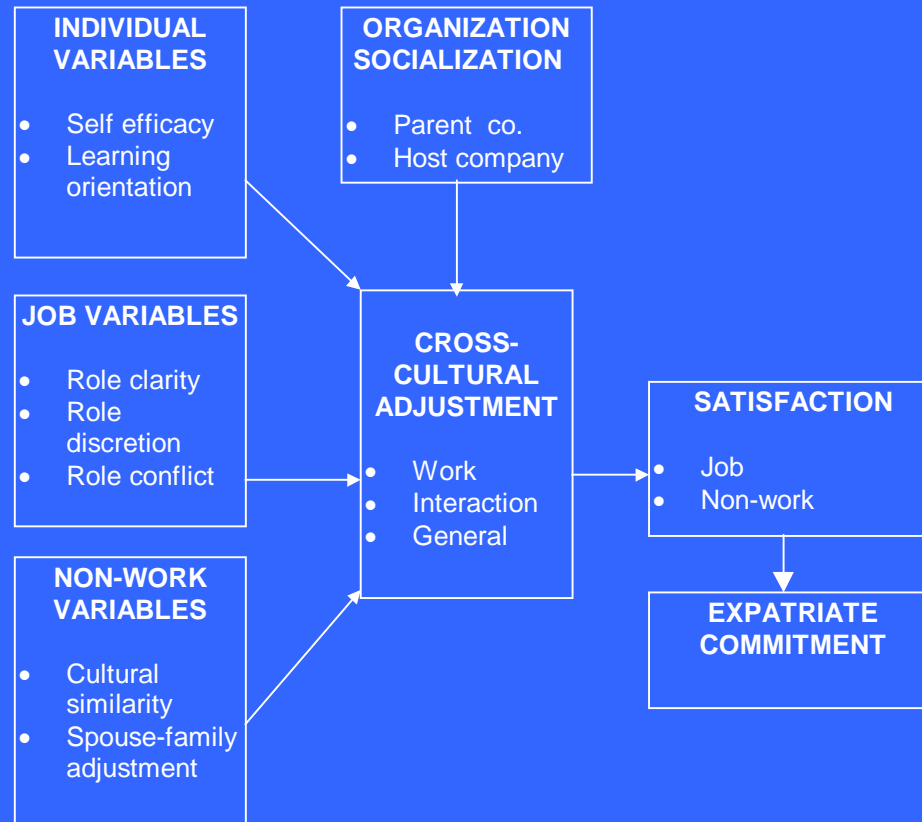 INDIVIDUAL
VARIABLES
● Self efficacy
● Learning
orientation
ORGANIZATION
SOCIALIZATION
● Parent co.
● Host company
JOB VARIABLES
● Role clarity
● Role
discretion
● Role conflict
CROSS-
CULTURAL
ADJUSTMENT
● Work
● Interaction
● General
SATISFACTION
● Job
● Non-work
NON-WORK
VARIABLES
● Cultural
similarity
● Spouse-family
adjustment
EXPATRIATE
COMMITMENT